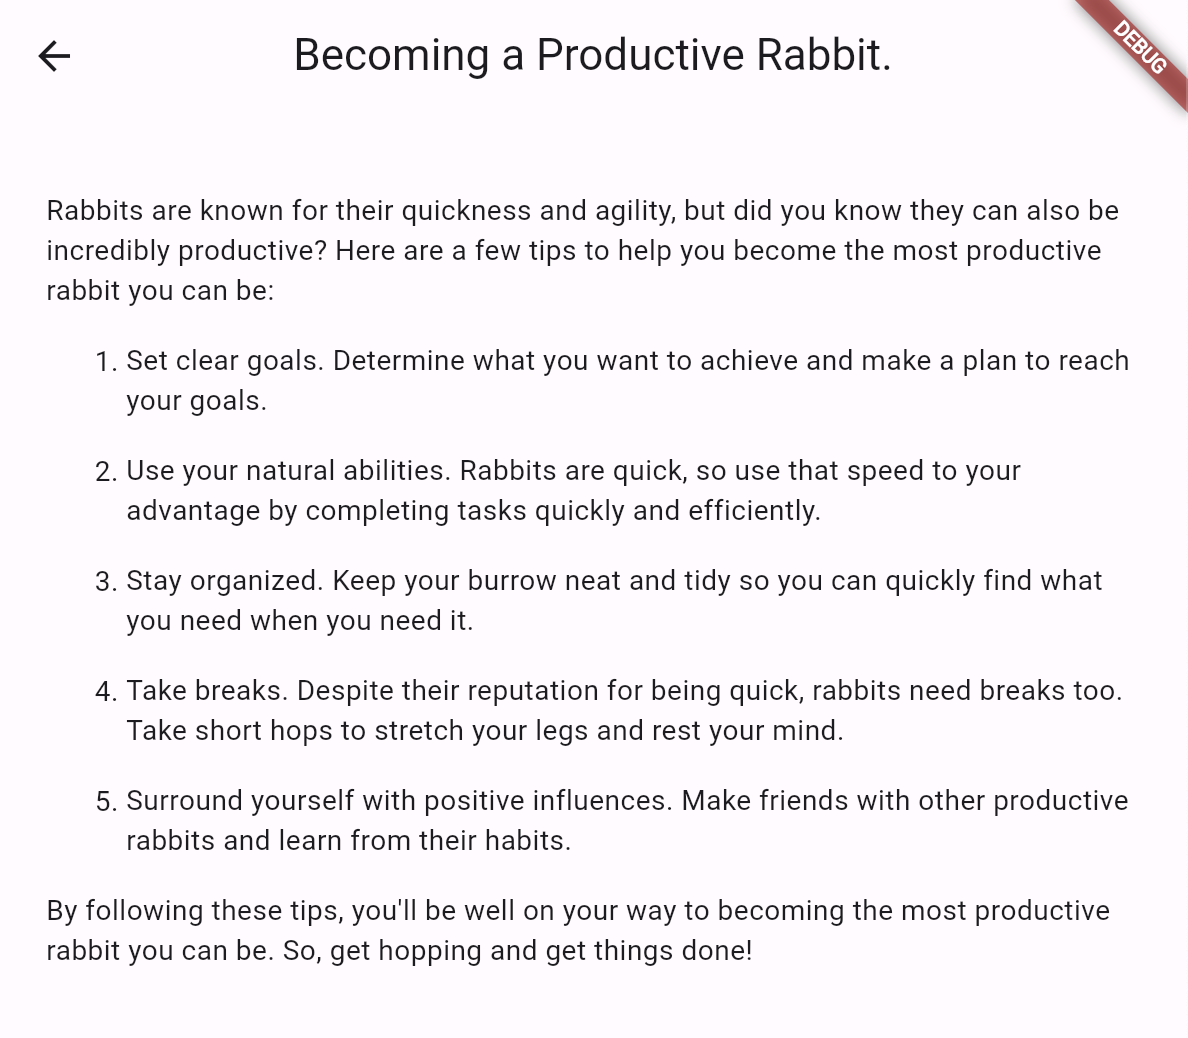 Becoming a Productive Rabbit.
DEBUG
Rabbits are known for their quickness and agility, but did you know they can also be
incredibly productive? Here are a few tips to help you become the most productive
rabbit you can be:
1. Set clear goals. Determine what you want to achieve and make a plan to reach
your goals.
2. Use your natural abilities. Rabbits are quick, so use that speed to your
advantage by completing tasks quickly and efficiently.
3. Stay organized. Keep your burrow neat and tidy so you can quickly find what
you need when you need it.
4. Take breaks. Despite their reputation for being quick, rabbits need breaks too.
Take short hops to stretch your legs and rest your mind.
5. Surround yourself with positive influences. Make friends with other productive
rabbits and learn from their habits.
By following these tips, you'll be well on your way to becoming the most productive
rabbit you can be. So, get hopping and get things done!